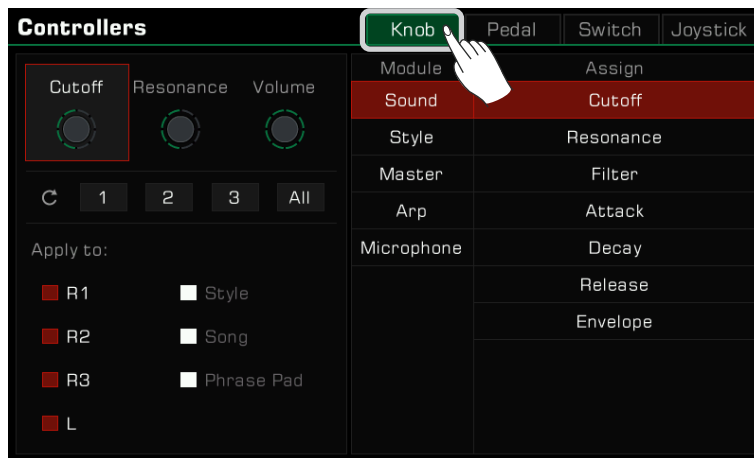 Controllers
Knob Pedal Switch Joystick
Cutoff Resonance Volume
1 2 3 All
Apply to:
R1 Style
R2 Song
R3 Phrase Pad
L
Module Assign
Sound Cutoff
Style Resonance
Master Filter
Arp Attack
Microphone Decay
Release
Envelope